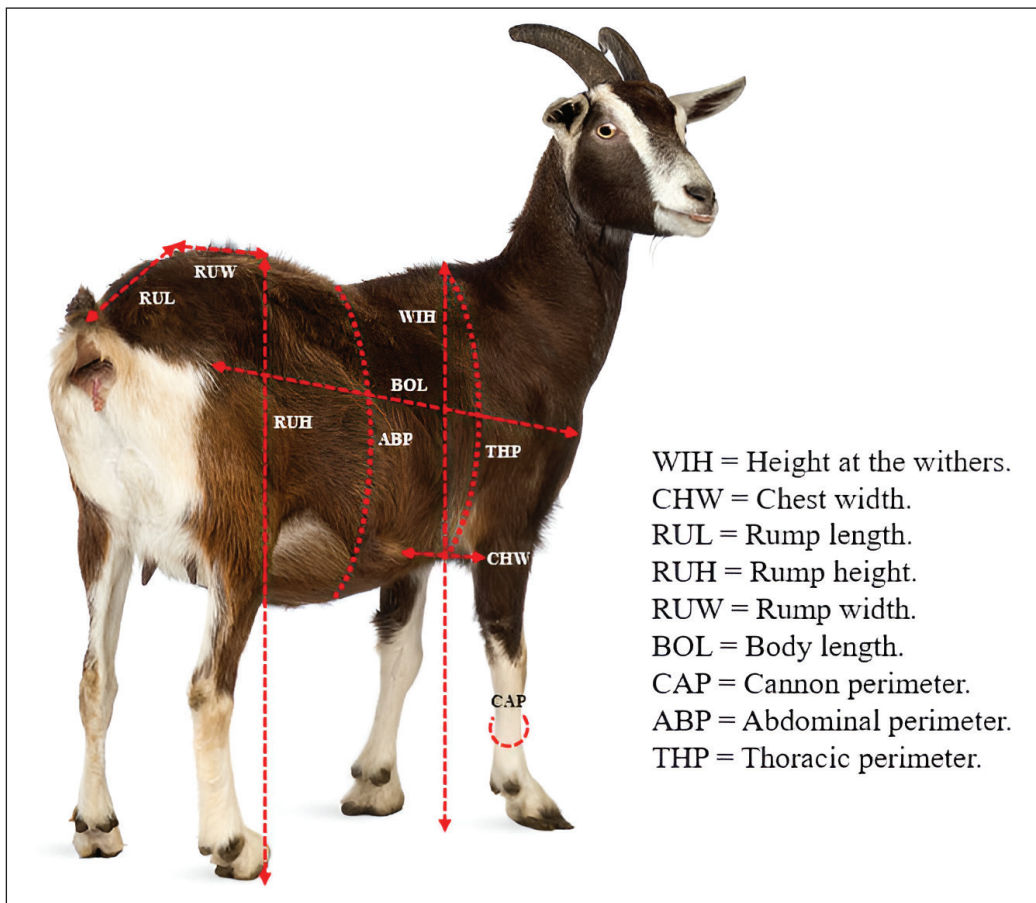 RUW
RUL
WIH
BOL
RUH
ABP
THP
CHW
CAP
WIH = Height at the withers.
CHW = Chest width.
RUL = Rump length.
RUH = Rump height.
RUW = Rump width.
BOL = Body length.
CAP = Cannon perimeter.
ABP = Abdominal perimeter.
THP = Thoracic perimeter.